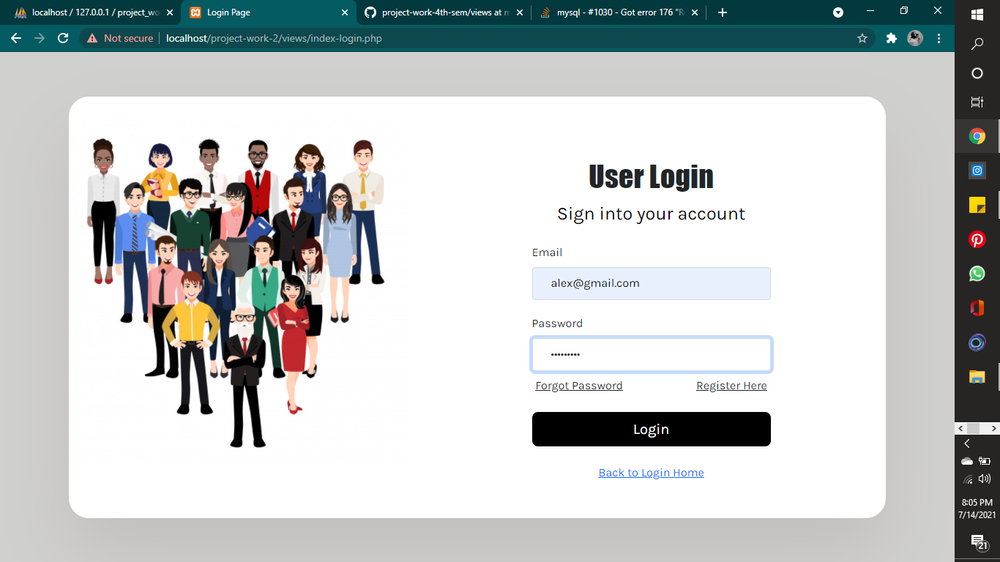 localhost / 127.0.0.1 / project_wo
Login Page
project-work-4th-sem/views at m
mysql - #1030 - Got error 176 "Re
Not secure
localhost/project-work-2/views/index-login.php
User Login
Sign into your account
Email
alex@gmail.com
Password
•••••••••
Forgot Password
Register Here
Login
Back to Login Home
8:05 PM
7/14/2021
21